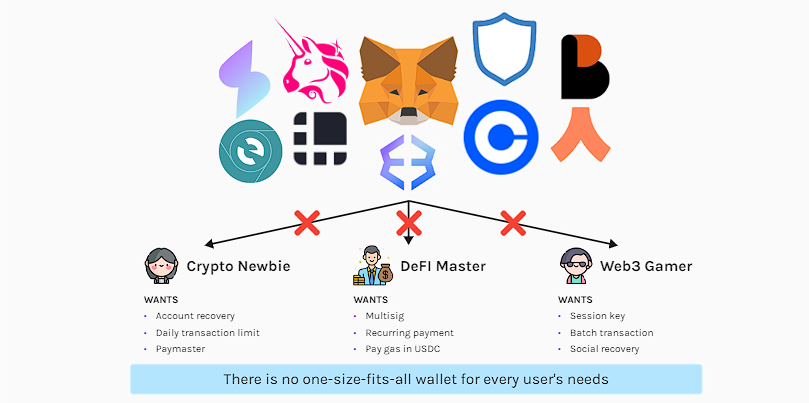 Crypto Newbie
WANTS
• Account recovery
• Daily transaction limit
• Paymaster
DeFI Master
WANTS
• Multisig
• Recurring payment
• Pay gas in USDC
Web3 Gamer
WANTS
• Session key
• Batch transaction
• Social recovery
There is no one-size-fits-all wallet for every user's needs